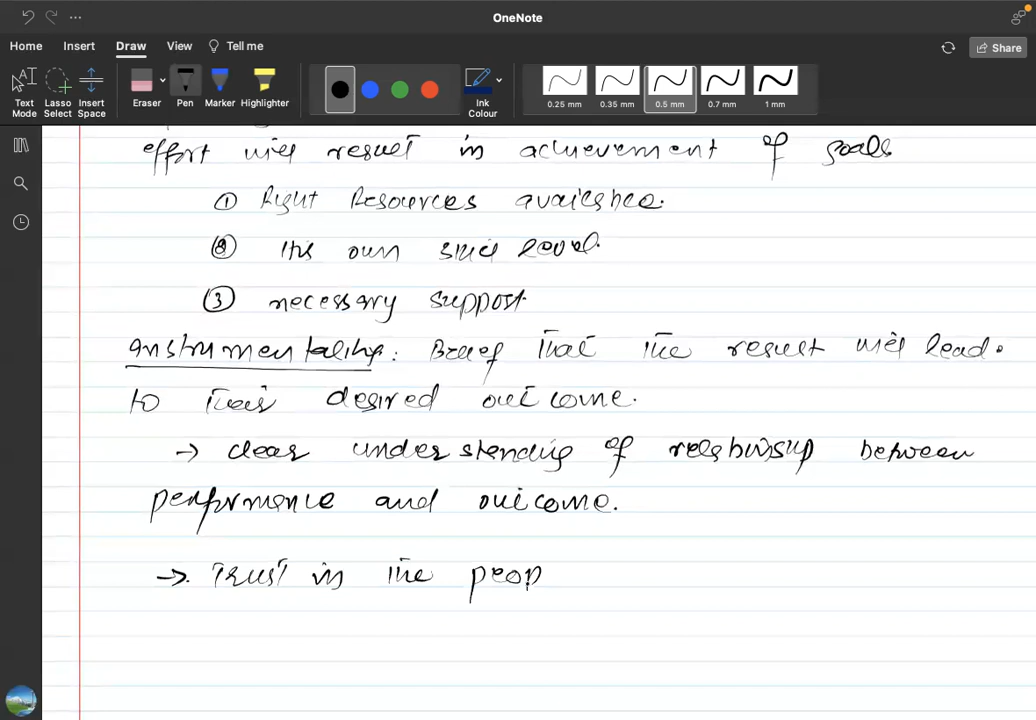 OneNote
Home Insert Draw View Tell me
Share
Text Mode
Lasso Select
Insert Space
Eraser
Pen
Marker
Highlighter
Ink Colour
0.25 mm 0.35 mm 0.5 mm 0.7 mm 1 mm
effort will result in achievement of goals
① Right Resources available.
② His own skill level.
③ necessary support
Instrumentality: Belief that the result will lead
to their desired outcome.
→ clear understanding of relationship between
performance and outcome.
→ Trust in the peop